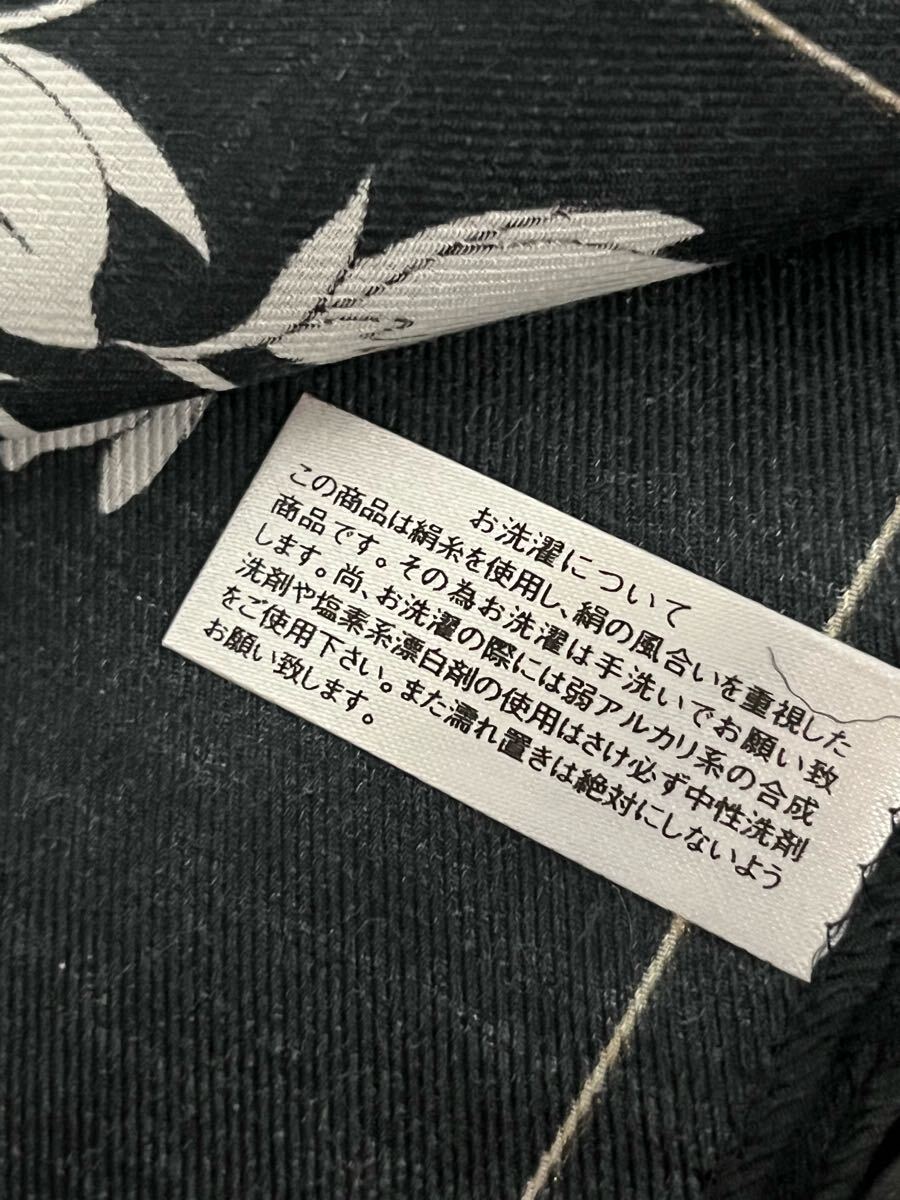 お洗濯について
この商品は絹糸を使用し、絹の風合いを重視した
商品です。その為お洗濯は手洗いでお願い致
します。尚、お洗濯の際には弱アルカリ系の合成
洗剤や塩素系漂白剤の使用はさけ必ず中性洗剤
をご使用下さい。また濡れ置きは絶対にしないよう
お願い致します。